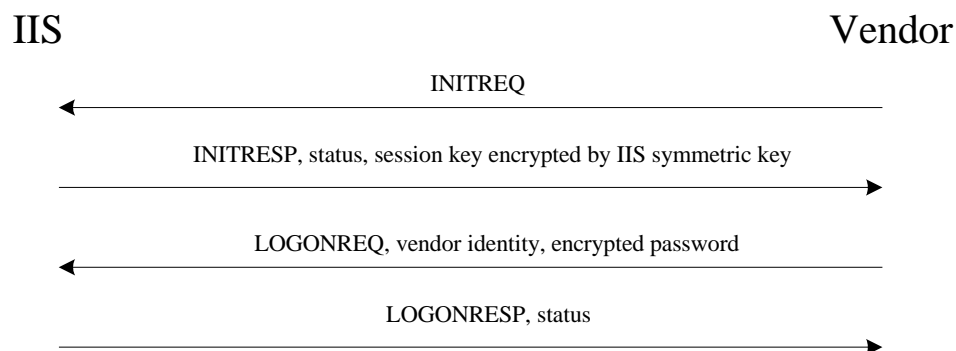 IIS
Vendor
INITREQ
INITRESP, status, session key encrypted by IIS symmetric key
LOGONREQ, vendor identity, encrypted password
LOGONRESP, status